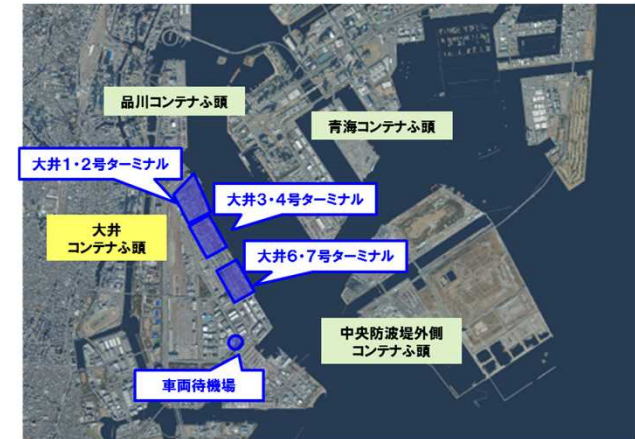 品川コンテナふ頭
青海コンテナふ頭
大井1・2号ターミナル
大井3・4号ターミナル
大井
コンテナふ頭
大井6・7号ターミナル
中央防波堤外側
コンテナふ頭
車両待機場